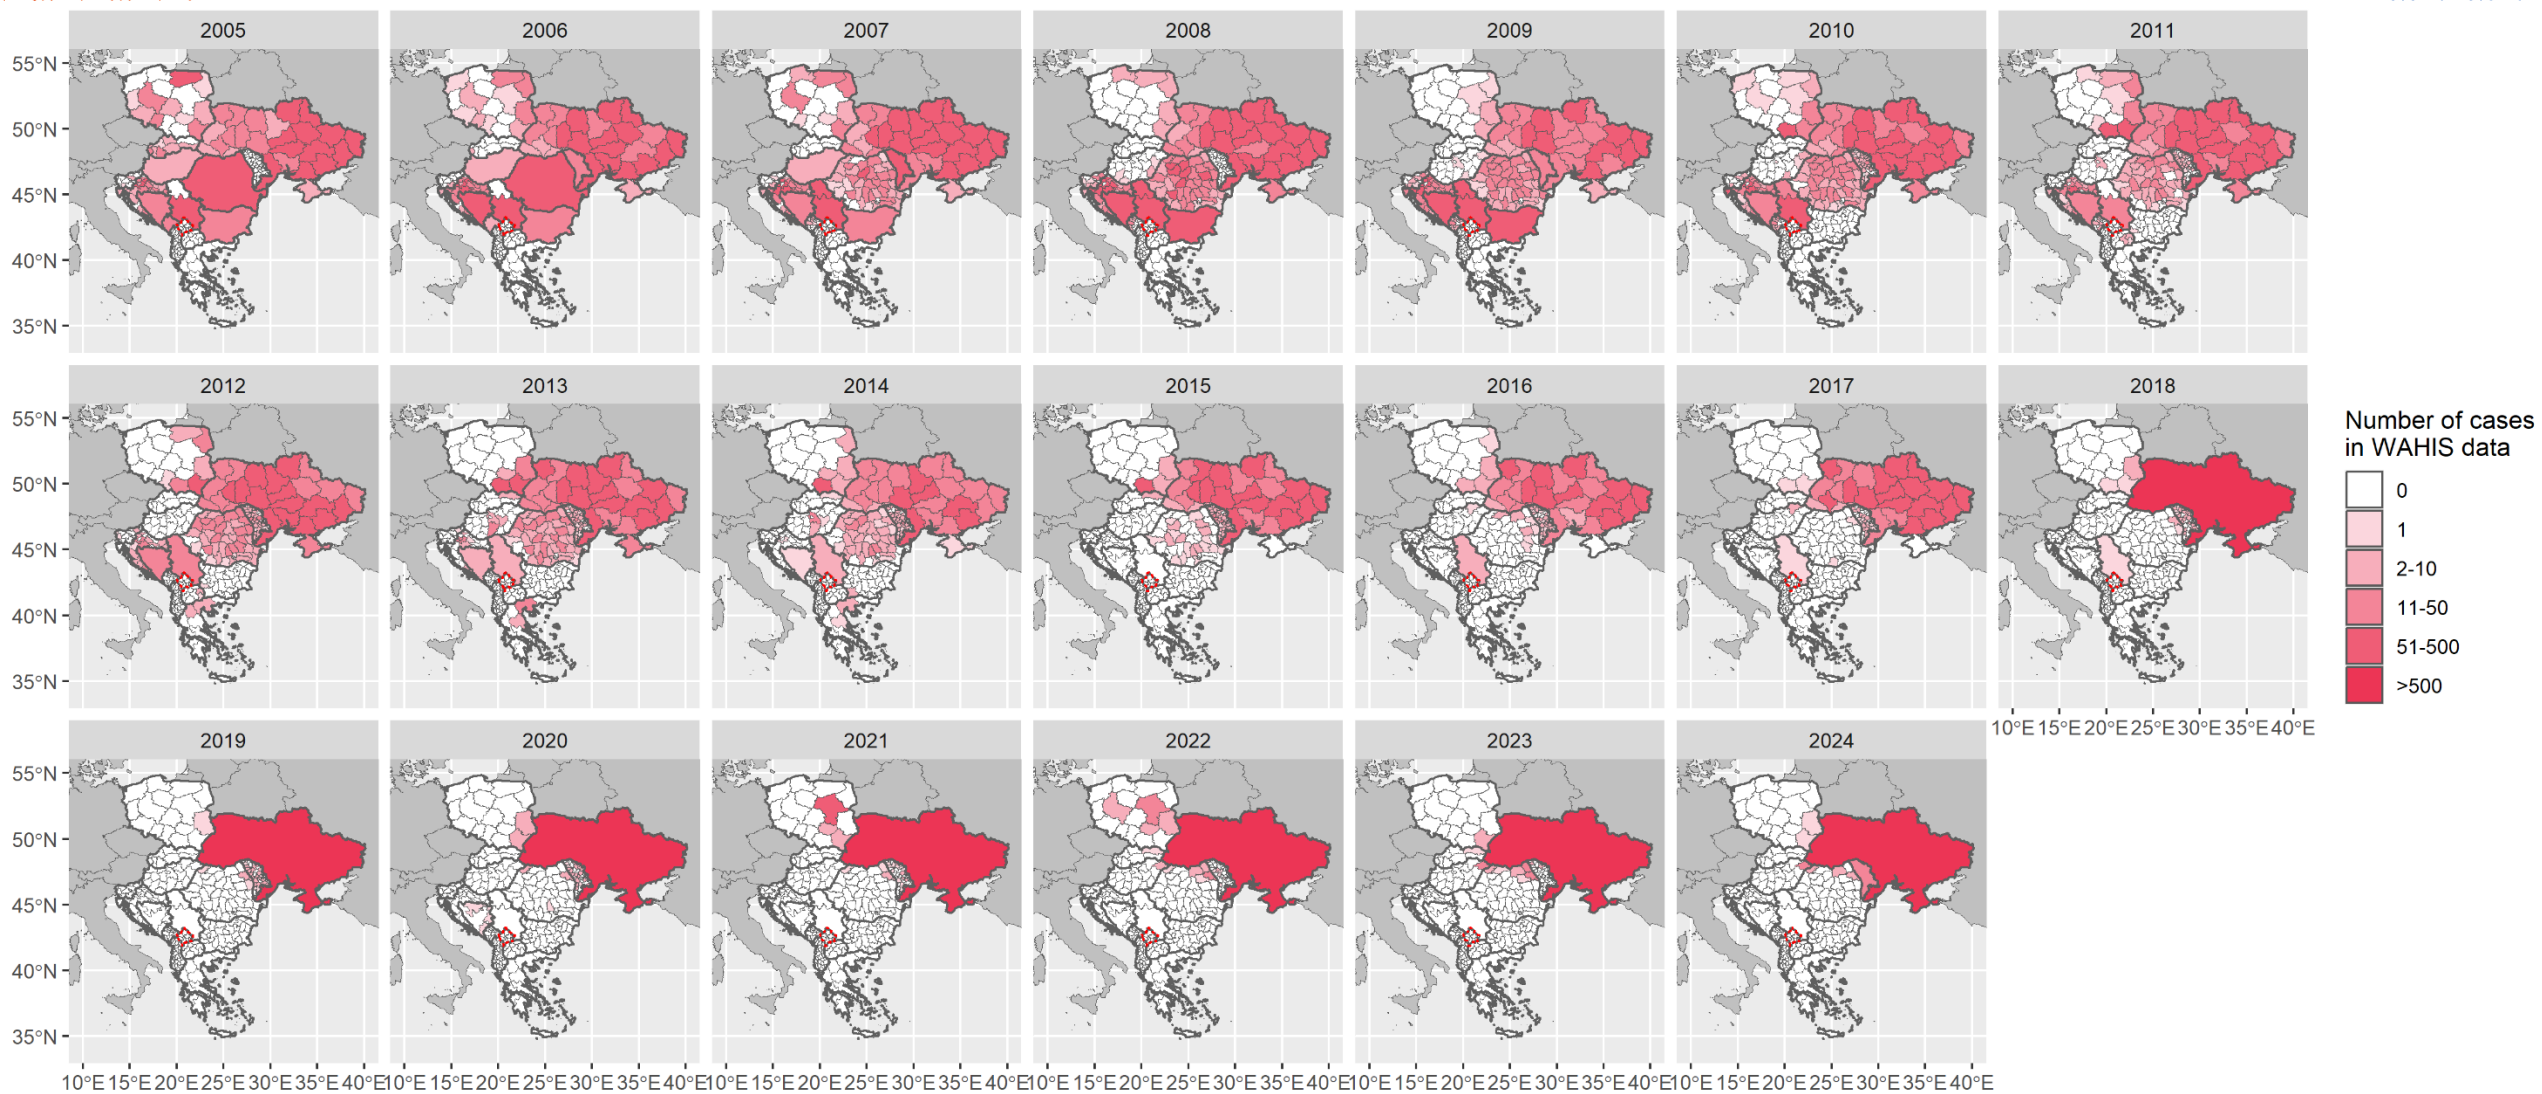 2005 2006 2007 2008 2009 2010 2011
55°N
50°N
45°N
40°N
35°N
2012 2013 2014 2015 2016 2017 2018
55°N
50°N
45°N
40°N
35°N
10°E 15°E 20°E 25°E 30°E 35°E 40°E
2019 2020 2021 2022 2023 2024
55°N
50°N
45°N
40°N
35°N
10°E 15°E 20°E 25°E 30°E 35°E 40°E 10°E 15°E 20°E 25°E 30°E 35°E 40°E 10°E 15°E 20°E 25°E 30°E 35°E 40°E 10°E 15°E 20°E 25°E 30°E 35°E 40°E 10°E 15°E 20°E 25°E 30°E 35°E 40°E 10°E 15°E 20°E 25°E 30°E 35°E 40°E
Number of cases
in WAHIS data
0
1
2-10
11-50
51-500
>500